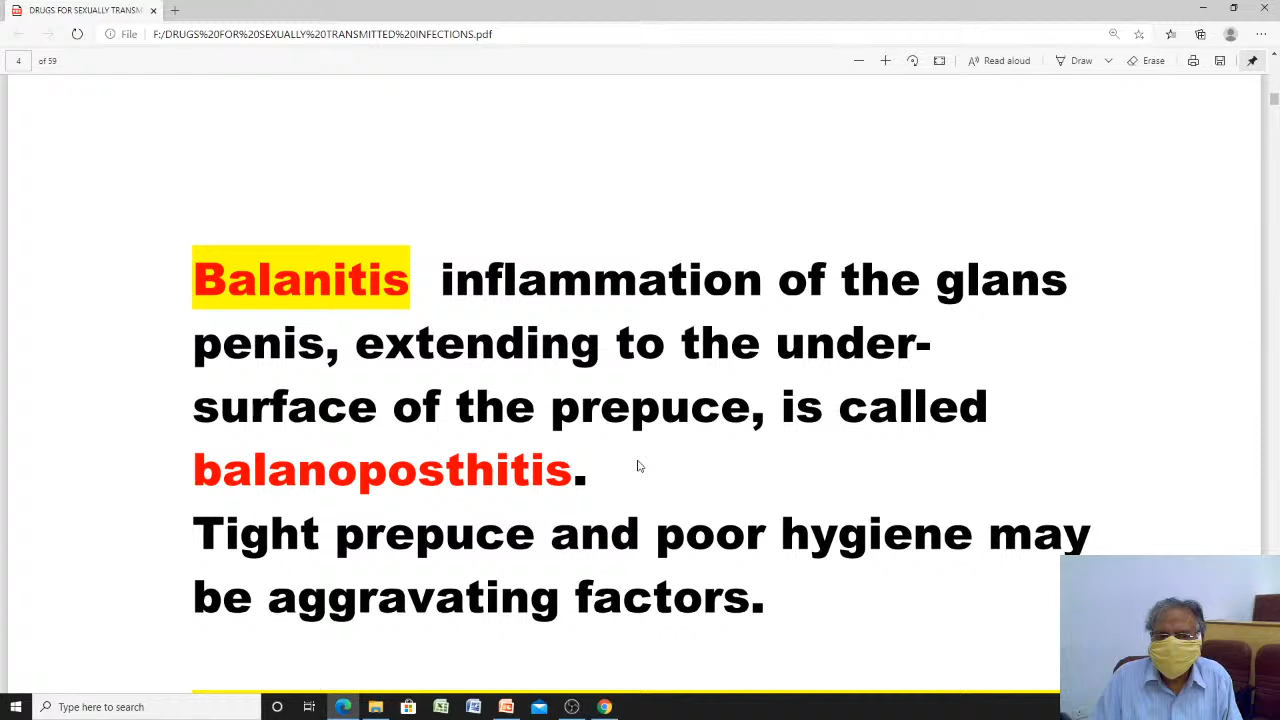 DRUGS FOR SEXUALLY TRANSM
File
F:/DRUGS%20FOR%20SEXUALLY%20TRANSMITTED%20INFECTIONS.pdf
4 of 59
Read aloud
Draw
Erase
Balanitis inflammation of the glans
penis, extending to the under-
surface of the prepuce, is called
balanoposthitis.
Tight prepuce and poor hygiene may
be aggravating factors.
Type here to search